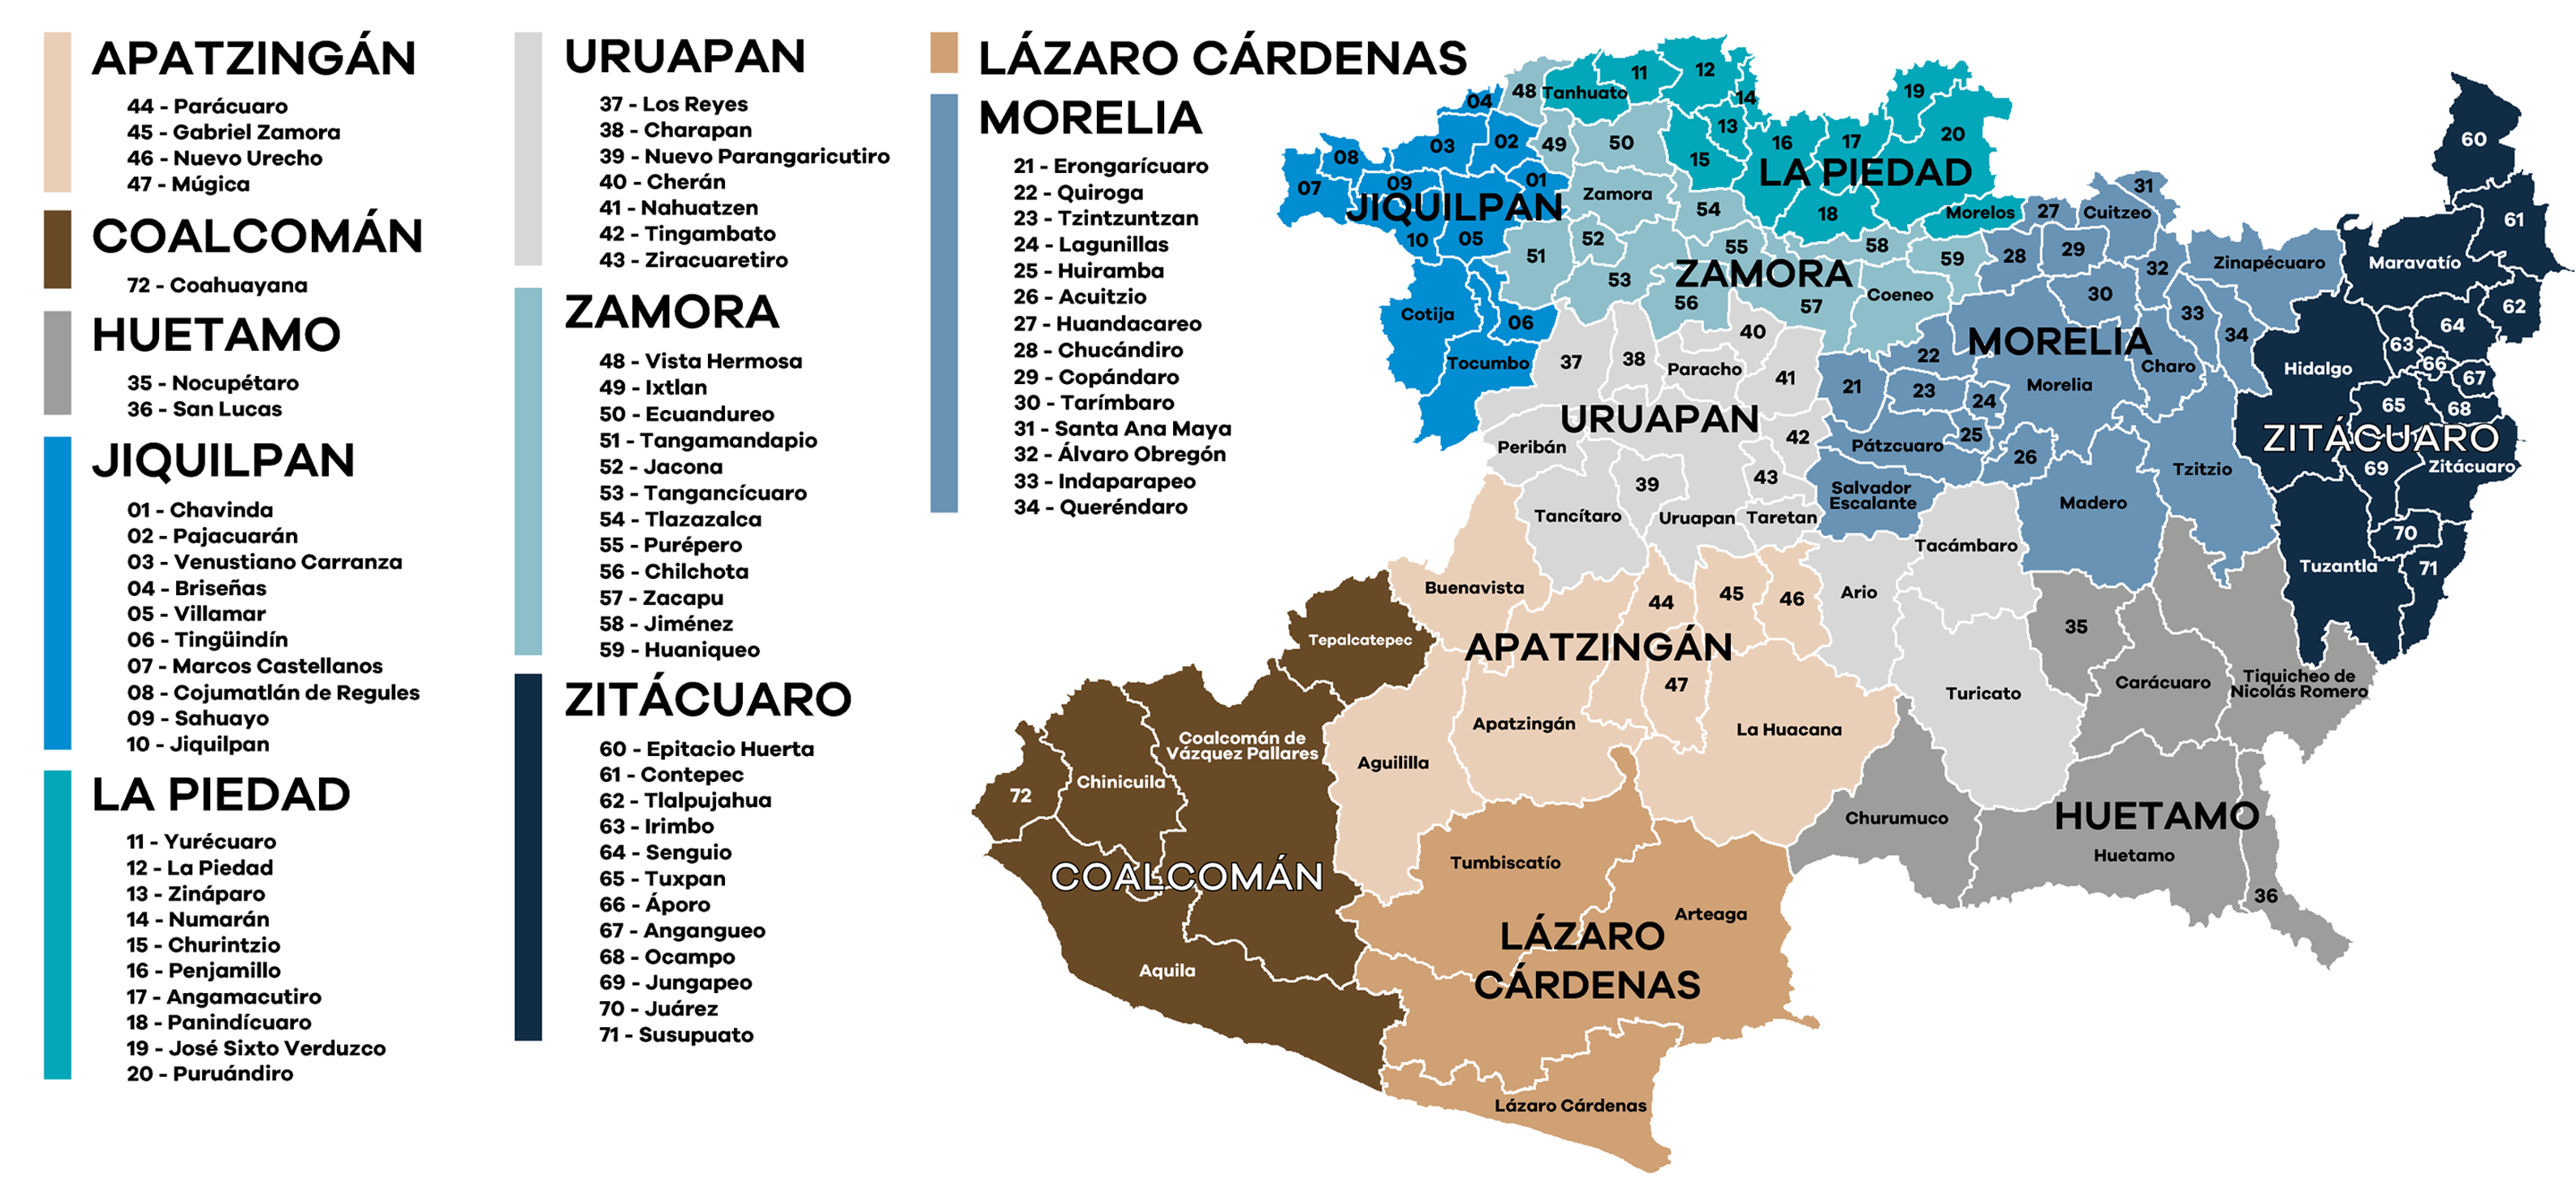 APATZINGÁN
44 - Parácuaro
45 - Gabriel Zamora
46 - Nuevo Urecho
47 - Múgica
COALCOMÁN
72 - Coahuayana
HUETAMO
35 - Nocupétaro
36 - San Lucas
JIQUILPAN
01 - Chavinda
02 - Pajacuarán
03 - Venustiano Carranza
04 - Briseñas
05 - Villamar
06 - Tingüindín
07 - Marcos Castellanos
08 - Cojumatlán de Regules
09 - Sahuayo
10 - Jiquilpan
LA PIEDAD
11 - Yurécuaro
12 - La Piedad
13 - Zináparo
14 - Numarán
15 - Churintzio
16 - Penjamillo
17 - Angamacutiro
18 - Panindícuaro
19 - José Sixto Verduzco
20 - Puruándiro
URUAPAN
37 - Los Reyes
38 - Charapan
39 - Nuevo Parangaricutiro
40 - Cherán
41 - Nahuatzen
42 - Tingambato
43 - Ziracuaretiro
ZAMORA
48 - Vista Hermosa
49 - Ixtlan
50 - Ecuandureo
51 - Tangamandapio
52 - Jacona
53 - Tangancícuaro
54 - Tlazazalca
55 - Purépero
56 - Chilchota
57 - Zacapu
58 - Jiménez
59 - Huaniqueo
ZITÁCUARO
60 - Epitacio Huerta
61 - Contepec
62 - Tlalpujahua
63 - Irimbo
64 - Senguio
65 - Tuxpan
66 - Áporo
67 - Angangueo
68 - Ocampo
69 - Jungapeo
70 - Juárez
71 - Susupuato
LÁZARO CÁRDENAS
MORELIA
21 - Erongarícuaro
22 - Quiroga
23 - Tzintzuntzan
24 - Lagunillas
25 - Huiramba
26 - Acuitzio
27 - Huandacareo
28 - Chucándiro
29 - Copándaro
30 - Tarímbaro
31 - Santa Ana Maya
32 - Álvaro Obregón
33 - Indaparapeo
34 - Queréndaro
04
48
Tanhuato
11
12
14
19
03
02
49
50
13
15
16
17
20
LA PIEDAD
18
Morelos
07
08
09
01
JIQUILPAN
10
05
Zamora
54
51
52
53
55
58
59
ZAMORA
56
57
Coeneo
Cotija
06
Tocumbo
27
Cuitzeo
31
28
29
32
Zinapécuaro
30
33
34
MORELIA
Morelia
Charo
22
21
23
24
25
26
Pátzcuaro
Salvador
Escalante
Madero
Tzitzio
60
61
Maravatío
62
64
63
66
67
Hidalgo
65
68
ZITÁCUARO
69
Zitácuaro
70
71
Tuzantla
37
38
40
Paracho
41
URUAPAN
Peribán
42
39
43
Tancítaro
Uruapan
Taretan
Tacámbaro
Ario
Turicato
Buenavista
44
45
46
APATZINGÁN
47
Apatzingán
La Huacana
Aguililla
Tepalcatepec
Coalcomán de
Vázquez Pallares
Chinicuila
72
COALCOMÁN
Aquila
35
Carácuaro
Tiquicheo de
Nicolás Romero
Churumuco
HUETAMO
Huetamo
36
Tumbiscatío
Arteaga
LÁZARO
CÁRDENAS
Lázaro Cárdenas